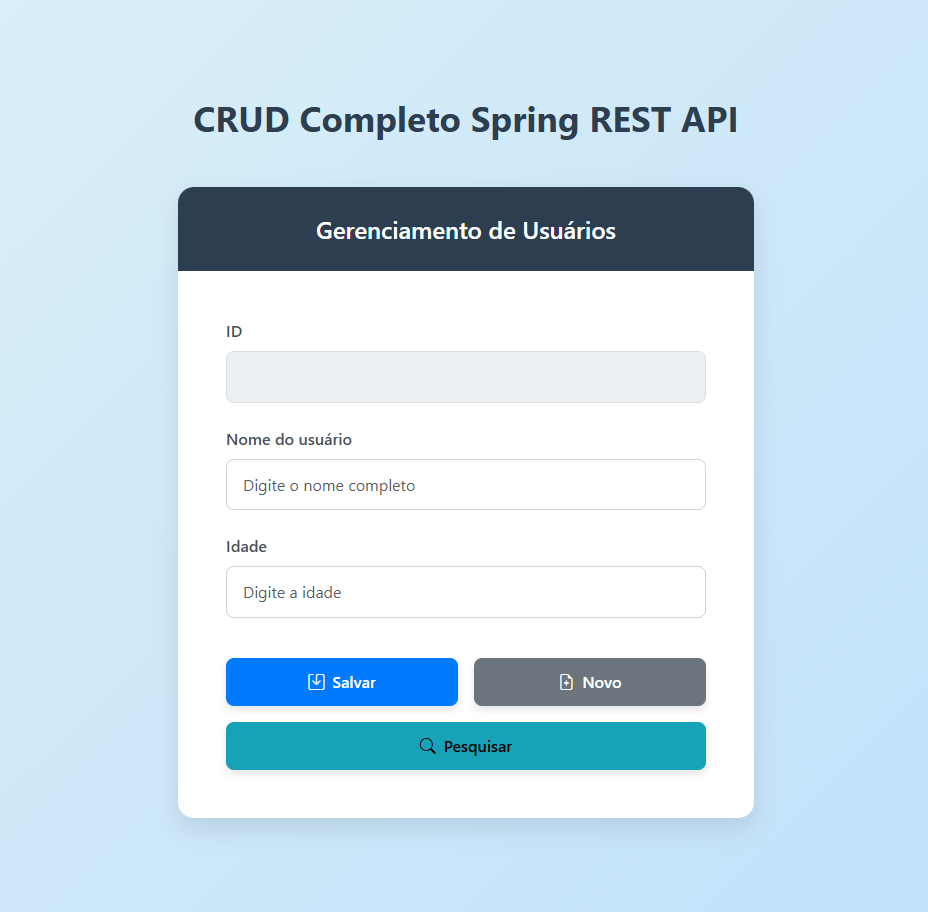 CRUD Completo Spring REST API
Gerenciamento de Usuários
ID
Nome do usuário
Digite o nome completo
Idade
Digite a idade
Salvar
Novo
Pesquisar